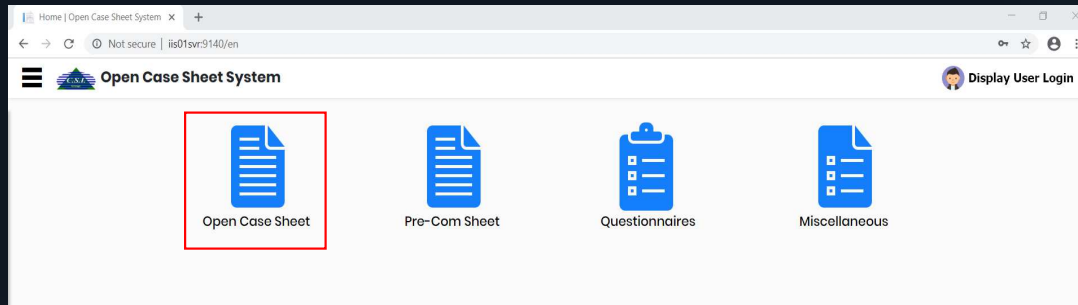 Home | Open Case Sheet System
Not secure | iis01svr:9140/en
C.S.I.
Open Case Sheet System
Display User Login
Open Case Sheet
Pre-Com Sheet
Questionnaires
Miscellaneous